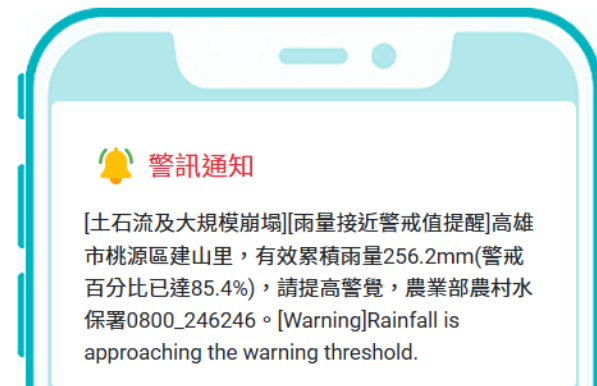 警訊通知
[土石流及大規模崩塌][雨量接近警戒值提醒]高雄
市桃源區建山里，有效累積雨量256.2mm(警戒
百分比已達85.4%)，請提高警覺，農業部農村水
保署0800_246246。[Warning]Rainfall is
approaching the warning threshold.